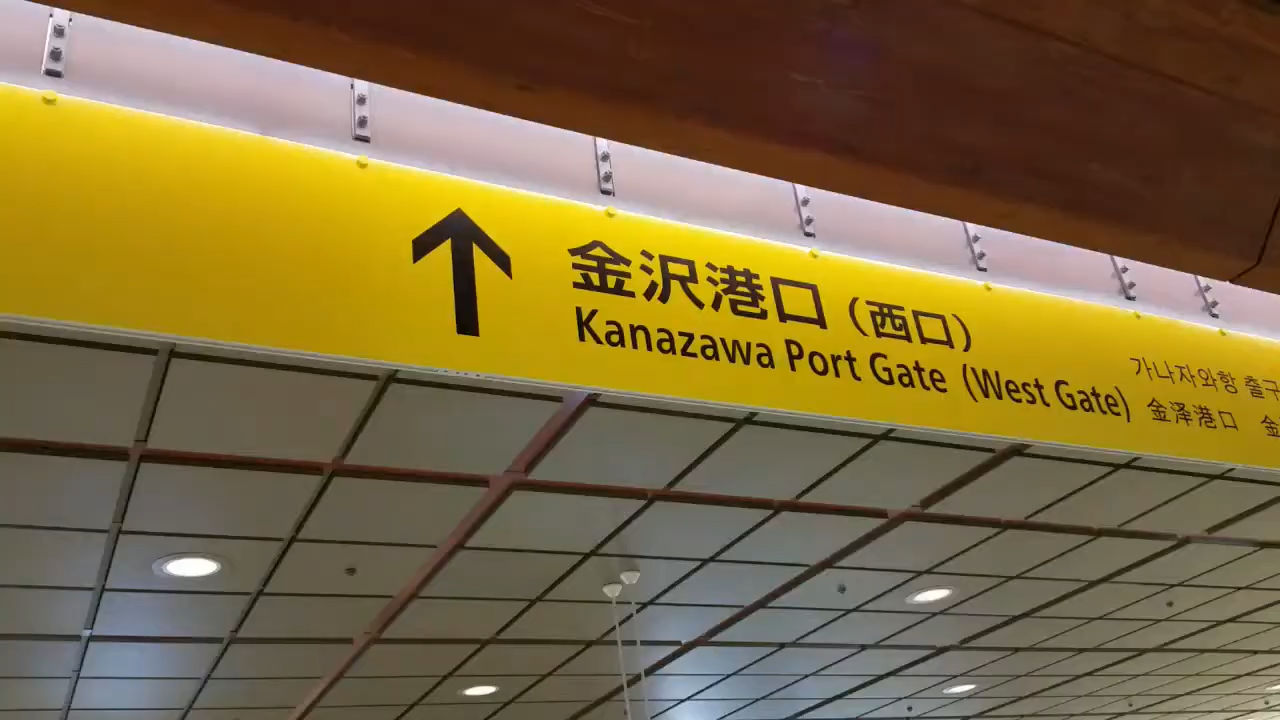 金沢港口（西口）
Kanazawa Port Gate (West Gate)
가나자와항 출구
金泽港口 金